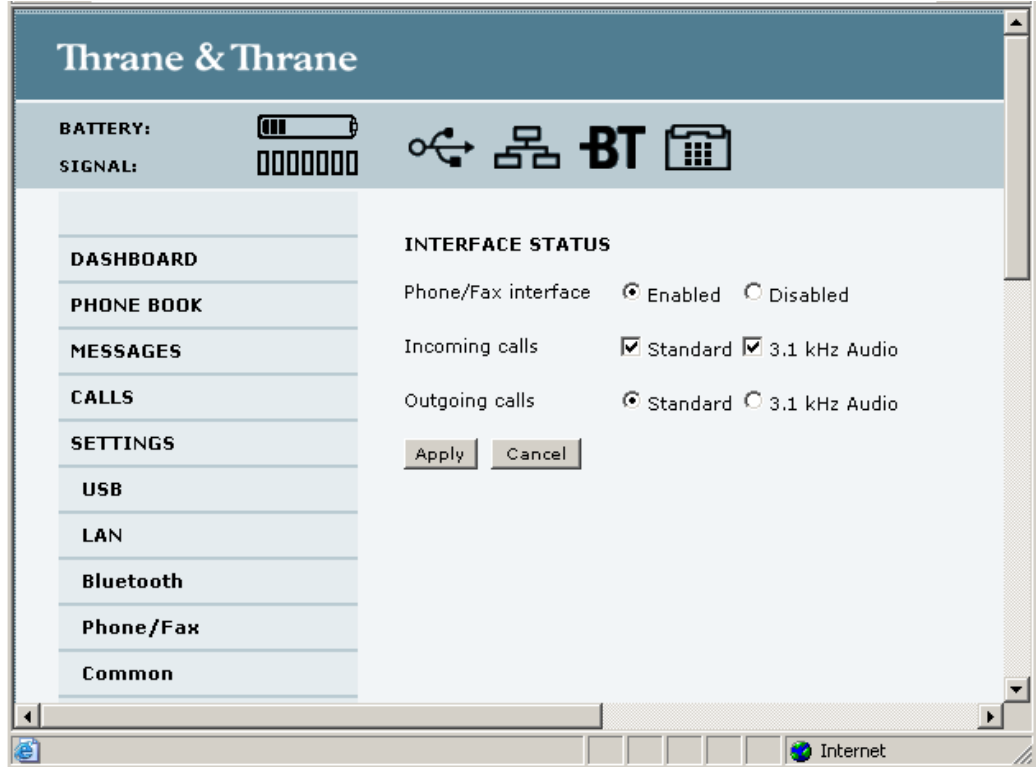 Thrane & Thrane
BATTERY:
SIGNAL:
BT
DASHBOARD
PHONE BOOK
MESSAGES
CALLS
SETTINGS
USB
LAN
Bluetooth
Phone/Fax
Common
INTERFACE STATUS
Phone/Fax interface Enabled Disabled
Incoming calls Standard 3.1 kHz Audio
Outgoing calls Standard 3.1 kHz Audio
Apply Cancel
Internet